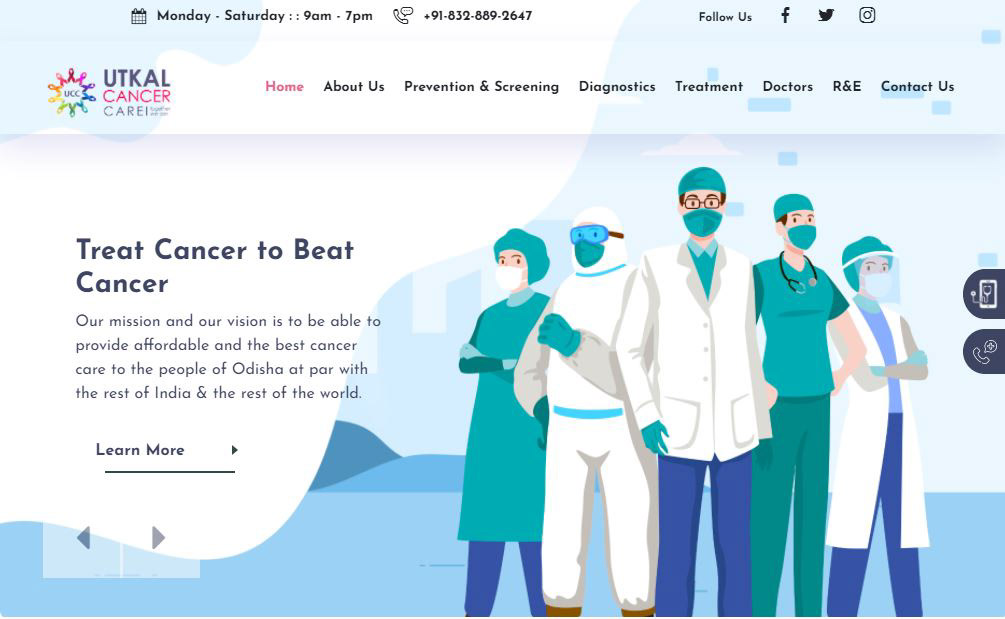 Monday - Saturday : : 9am - 7pm
+91-832-889-2647
Follow Us
UCC
UTKAL
CANCER
CARE
together
we can
Home
About Us
Prevention & Screening
Diagnostics
Treatment
Doctors
R&E
Contact Us
Treat Cancer to Beat
Cancer
Our mission and our vision is to be able to
provide affordable and the best cancer
care to the people of Odisha at par with
the rest of India & the rest of the world.
Learn More